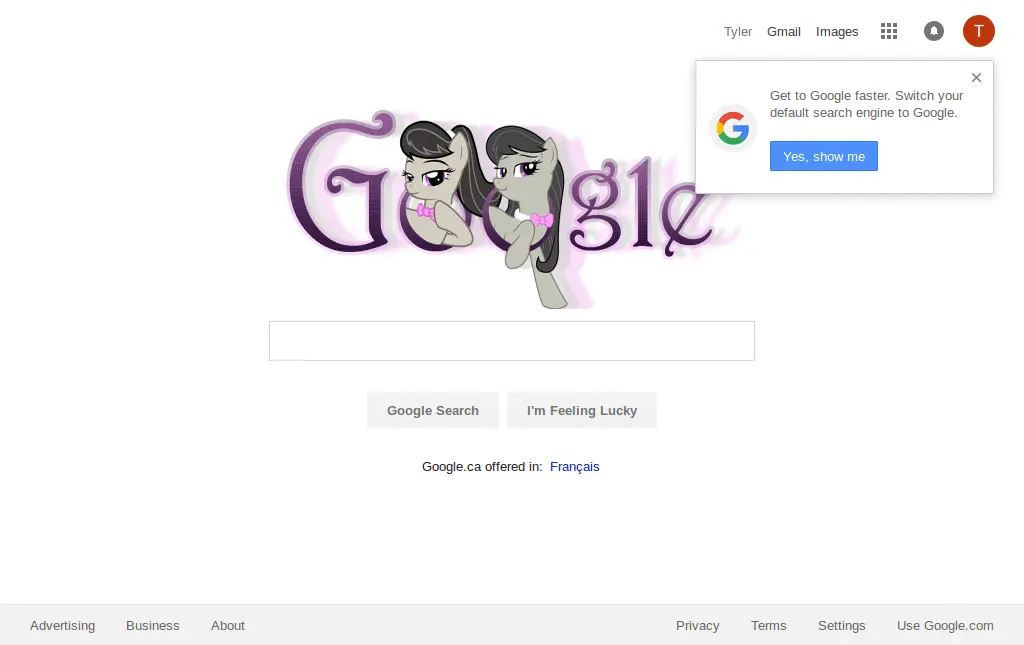 Tyler Gmail Images T
Get to Google faster. Switch your
default search engine to Google.
Yes, show me
Google
Google Search I'm Feeling Lucky
Google.ca offered in: Français
Advertising Business About Privacy Terms Settings Use Google.com